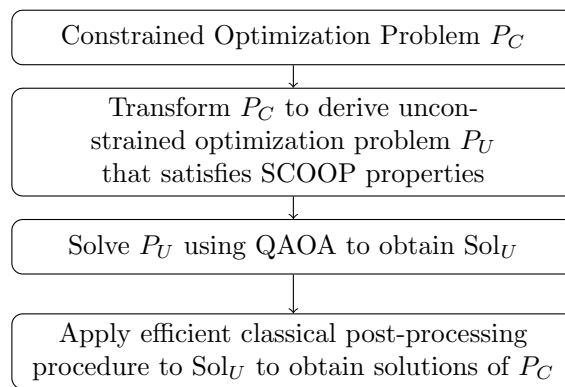 Constrained Optimization Problem P_C
Transform P_C to derive uncon-
strained optimization problem P_U
that satisfies SCOOP properties
Solve P_U using QAOA to obtain Sol_U
Apply efficient classical post-processing
procedure to Sol_U to obtain solutions of P_C